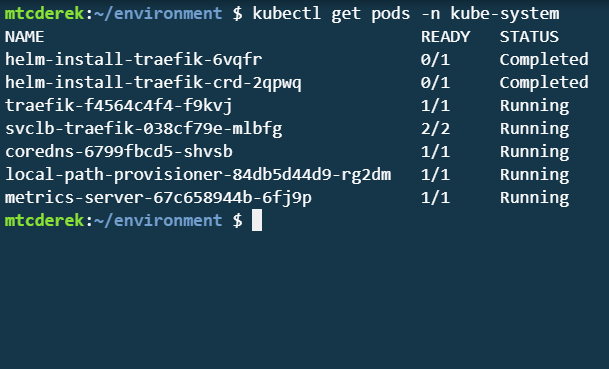 mtcderek:~/environment $ kubectl get pods -n kube-system
NAME READY STATUS
helm-install-traefik-6vqfr 0/1 Completed
helm-install-traefik-crd-2qpwq 0/1 Completed
traefik-f4564c4f4-f9kvj 1/1 Running
svclb-traefik-038cf79e-mlbfg 2/2 Running
coredns-6799fbcd5-shvsb 1/1 Running
local-path-provisioner-84db5d44d9-rg2dm 1/1 Running
metrics-server-67c658944b-6fj9p 1/1 Running
mtcderek:~/environment $